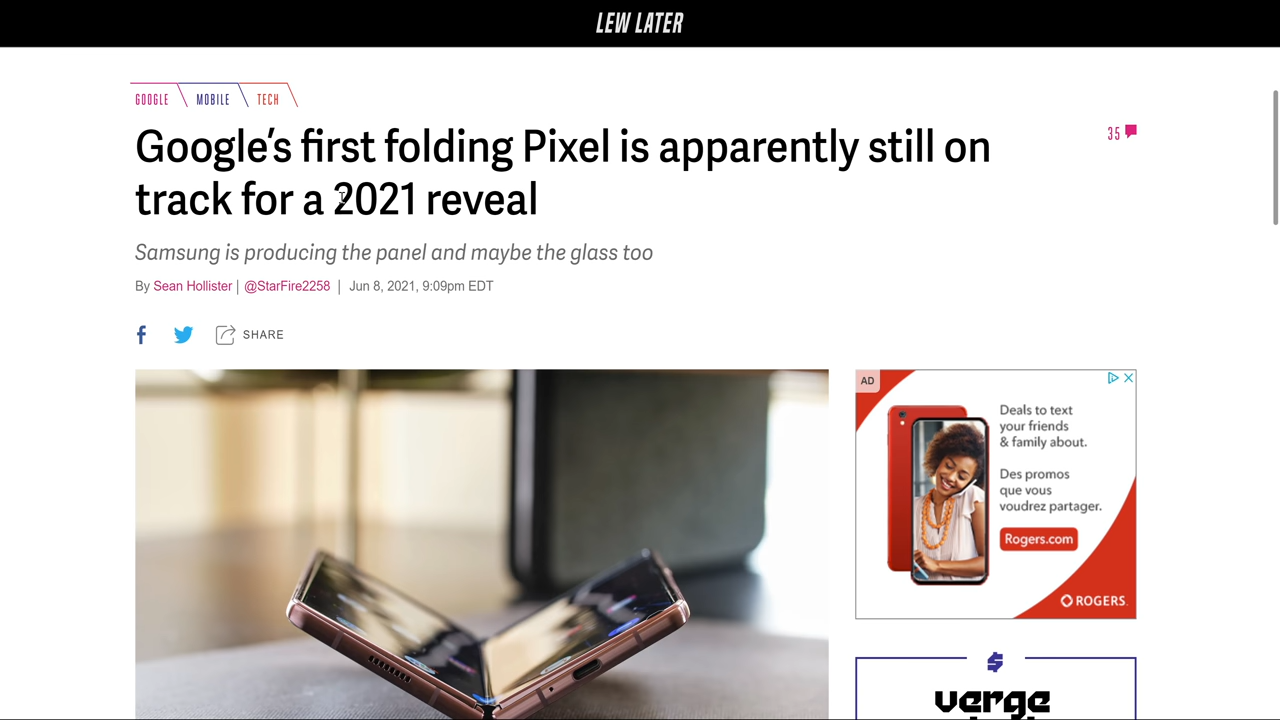 LEW LATER
GOOGLE MOBILE TECH
Google’s first folding Pixel is apparently still on
track for a 2021 reveal
35
Samsung is producing the panel and maybe the glass too
By Sean Hollister | @StarFire2258 | Jun 8, 2021, 9:09pm EDT
SHARE
AD
Deals to text
your friends
& family about.
Des promos
que vous
voudrez partager.
Rogers.com
ROGERS.
verge